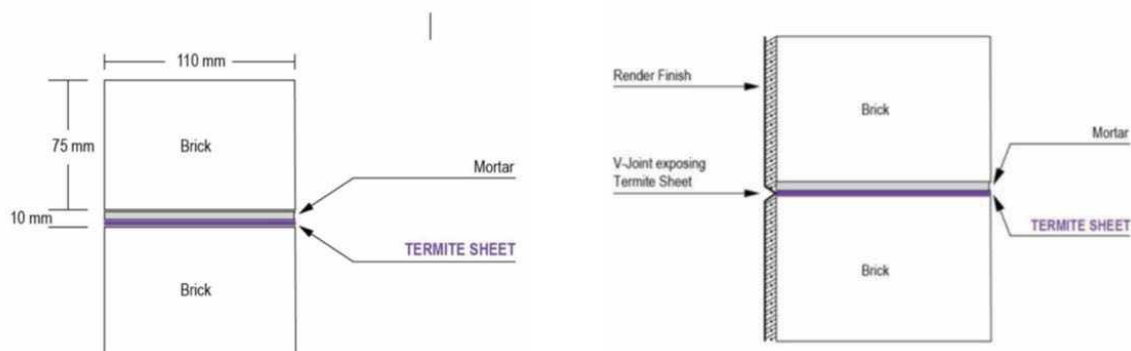 110 mm
75 mm
Brick
Mortar
10 mm
TERMITE SHEET
Brick
Render Finish
Brick
Mortar
V-Joint exposing
Termite Sheet
TERMITE SHEET
Brick